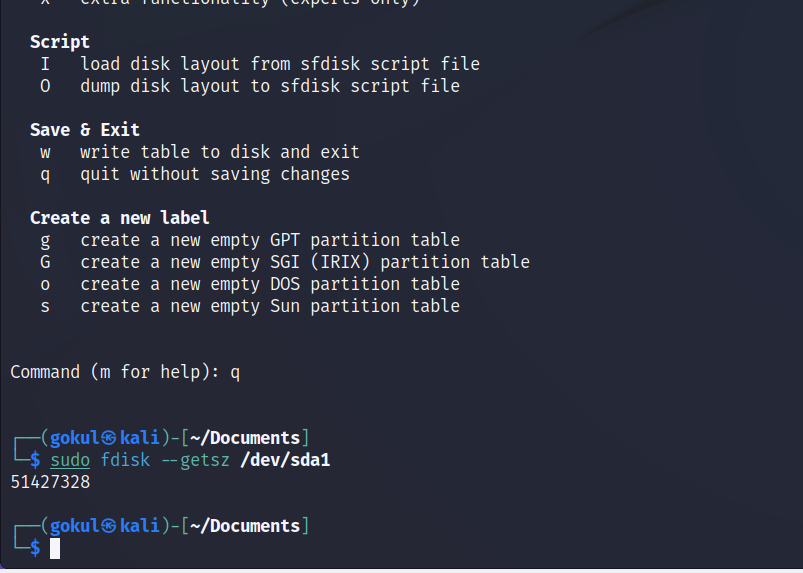 x   extra functionality (experts only)

  Script
   I   load disk layout from sfdisk script file
   O   dump disk layout to sfdisk script file

  Save & Exit
   w   write table to disk and exit
   q   quit without saving changes

  Create a new label
   g   create a new empty GPT partition table
   G   create a new empty SGI (IRIX) partition table
   o   create a new empty DOS partition table
   s   create a new empty Sun partition table


Command (m for help): q


┌──(gokul㉿kali)-[~/Documents]
└─$ sudo fdisk --getsz /dev/sda1
51427328

┌──(gokul㉿kali)-[~/Documents]
└─$